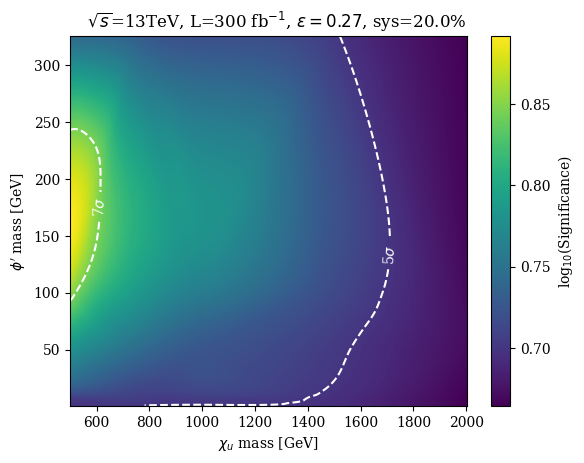 √s=13TeV, L=300 fb⁻¹, ε = 0.27, sys=20.0%
300
250
200
150
100
50
ϕ′ mass [GeV]
7σ
5σ
600 800 1000 1200 1400 1600 1800 2000
χᵤ mass [GeV]
0.85
0.80
0.75
0.70
log₁₀(Significance)